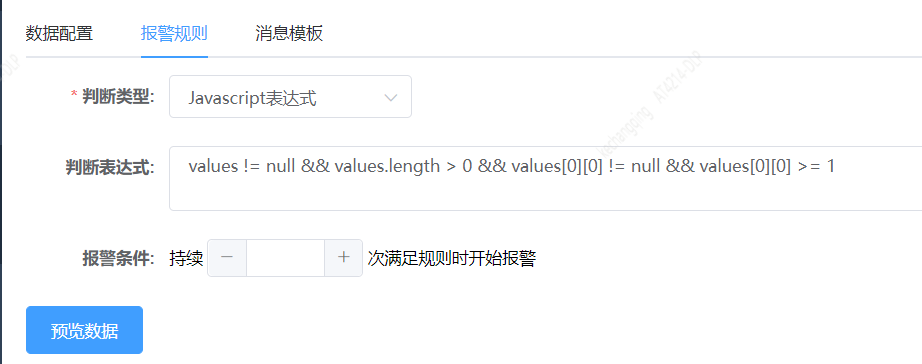 数据配置 报警规则 消息模板
* 判断类型: Javascript表达式
判断表达式: values != null && values.length > 0 && values[0][0] != null && values[0][0] >= 1
报警条件: 持续 − + 次满足规则时开始报警
预览数据